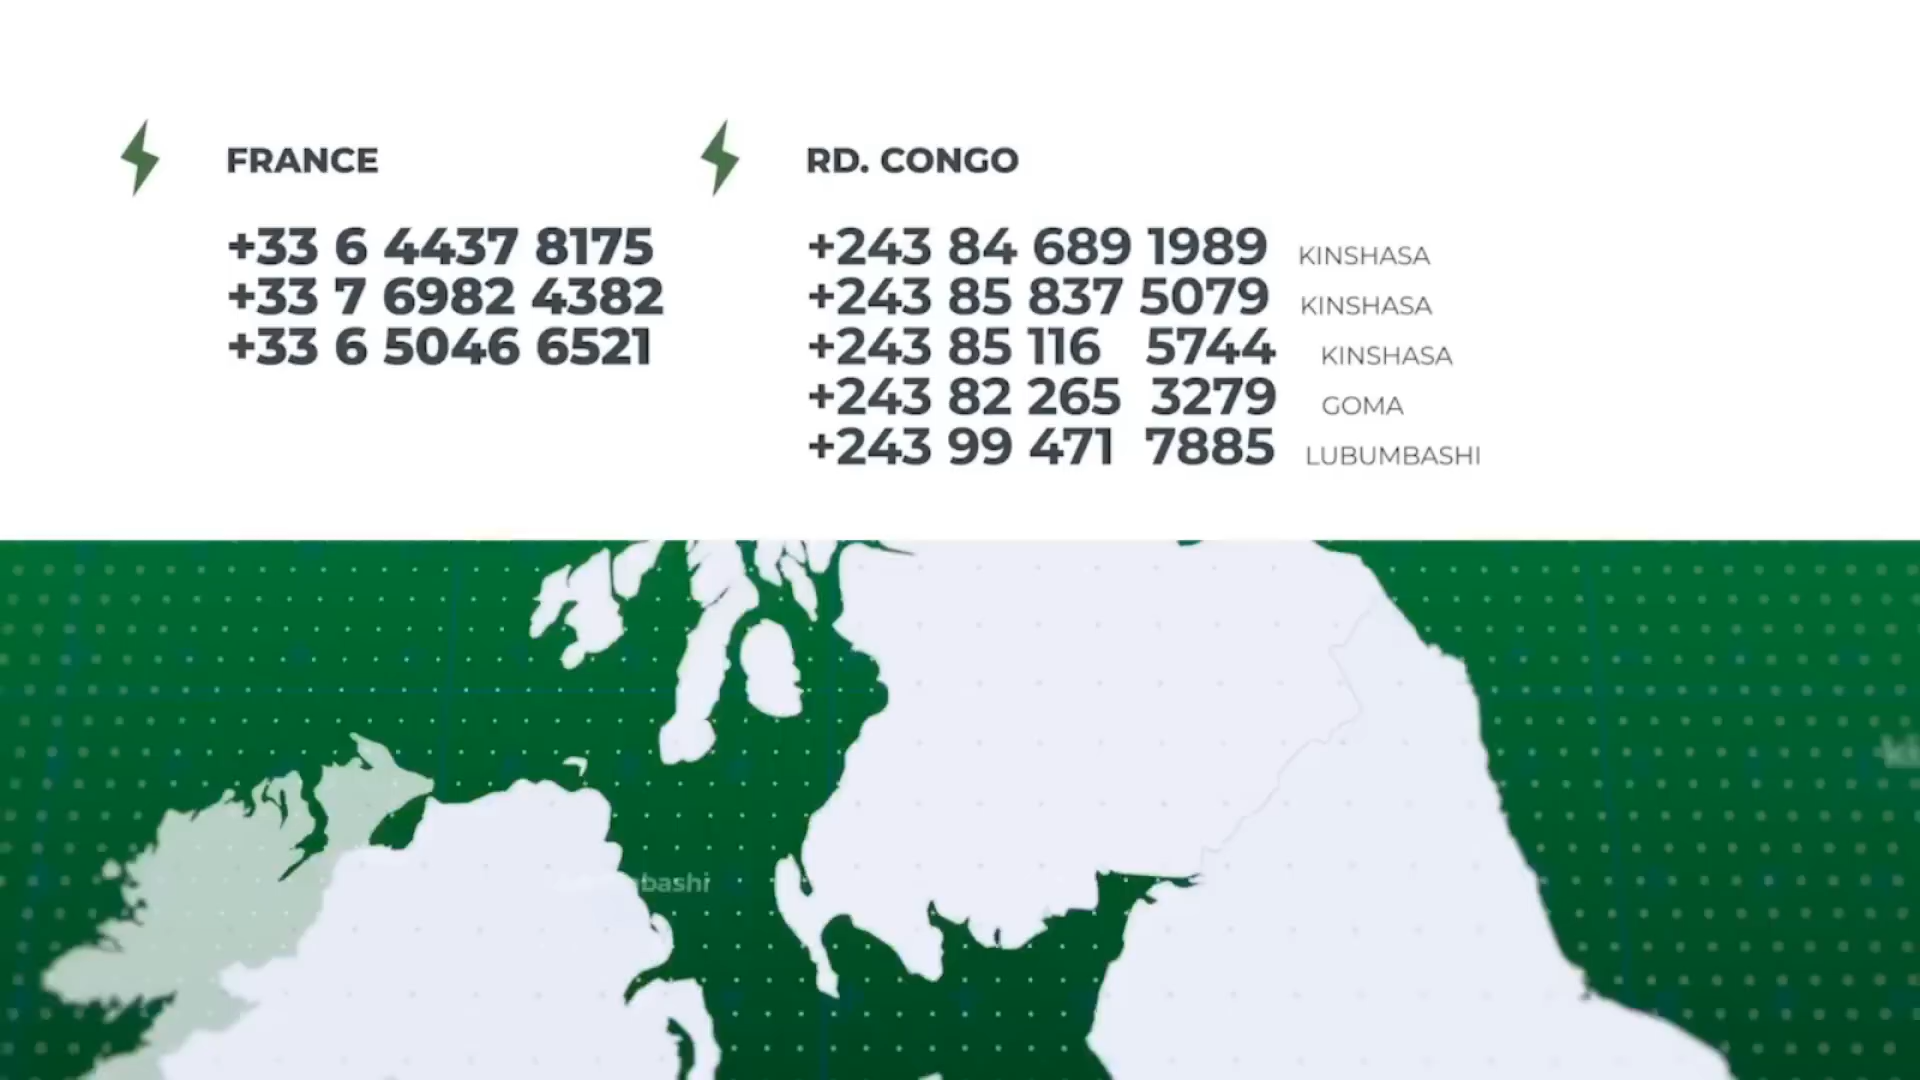 FRANCE
+33 6 4437 8175
+33 7 6982 4382
+33 6 5046 6521
RD. CONGO
+243 84 689 1989 KINSHASA
+243 85 837 5079 KINSHASA
+243 85 116 5744 KINSHASA
+243 82 265 3279 GOMA
+243 99 471 7885 LUBUMBASHI
bashi